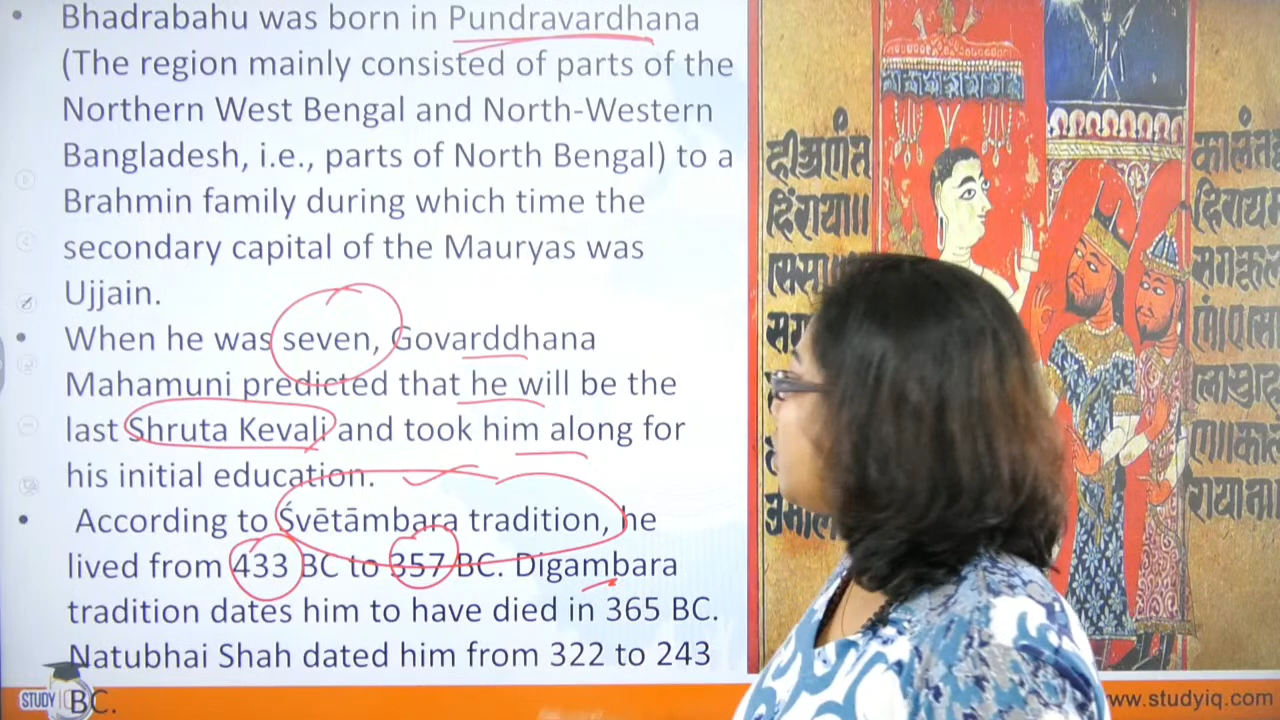 • Bhadrabahu was born in Pundravardhana
(The region mainly consisted of parts of the
Northern West Bengal and North-Western
Bangladesh, i.e., parts of North Bengal) to a
Brahmin family during which time the
secondary capital of the Mauryas was
Ujjain.
• When he was seven, Govarddhana
Mahamuni predicted that he will be the
last Shruta Kevali and took him along for
his initial education.
• According to Śvētāmbara tradition, he
lived from 433 BC to 357 BC. Digambara
tradition dates him to have died in 365 BC.
Natubhai Shah dated him from 322 to 243
BC.
STUDY IQ
www.studyiq.com